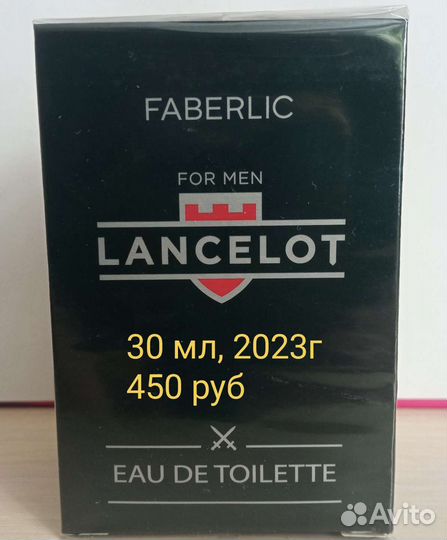 FABERLIC
FOR MEN
LANCELOT
30 мл, 2023г
450 руб
EAU DE TOILETTE
Avito